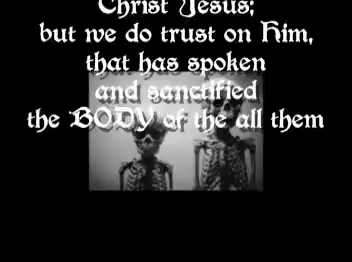 Christ Jesus;
but we do trust on Him,
that has spoken
and sanctified
the BODY of the all them